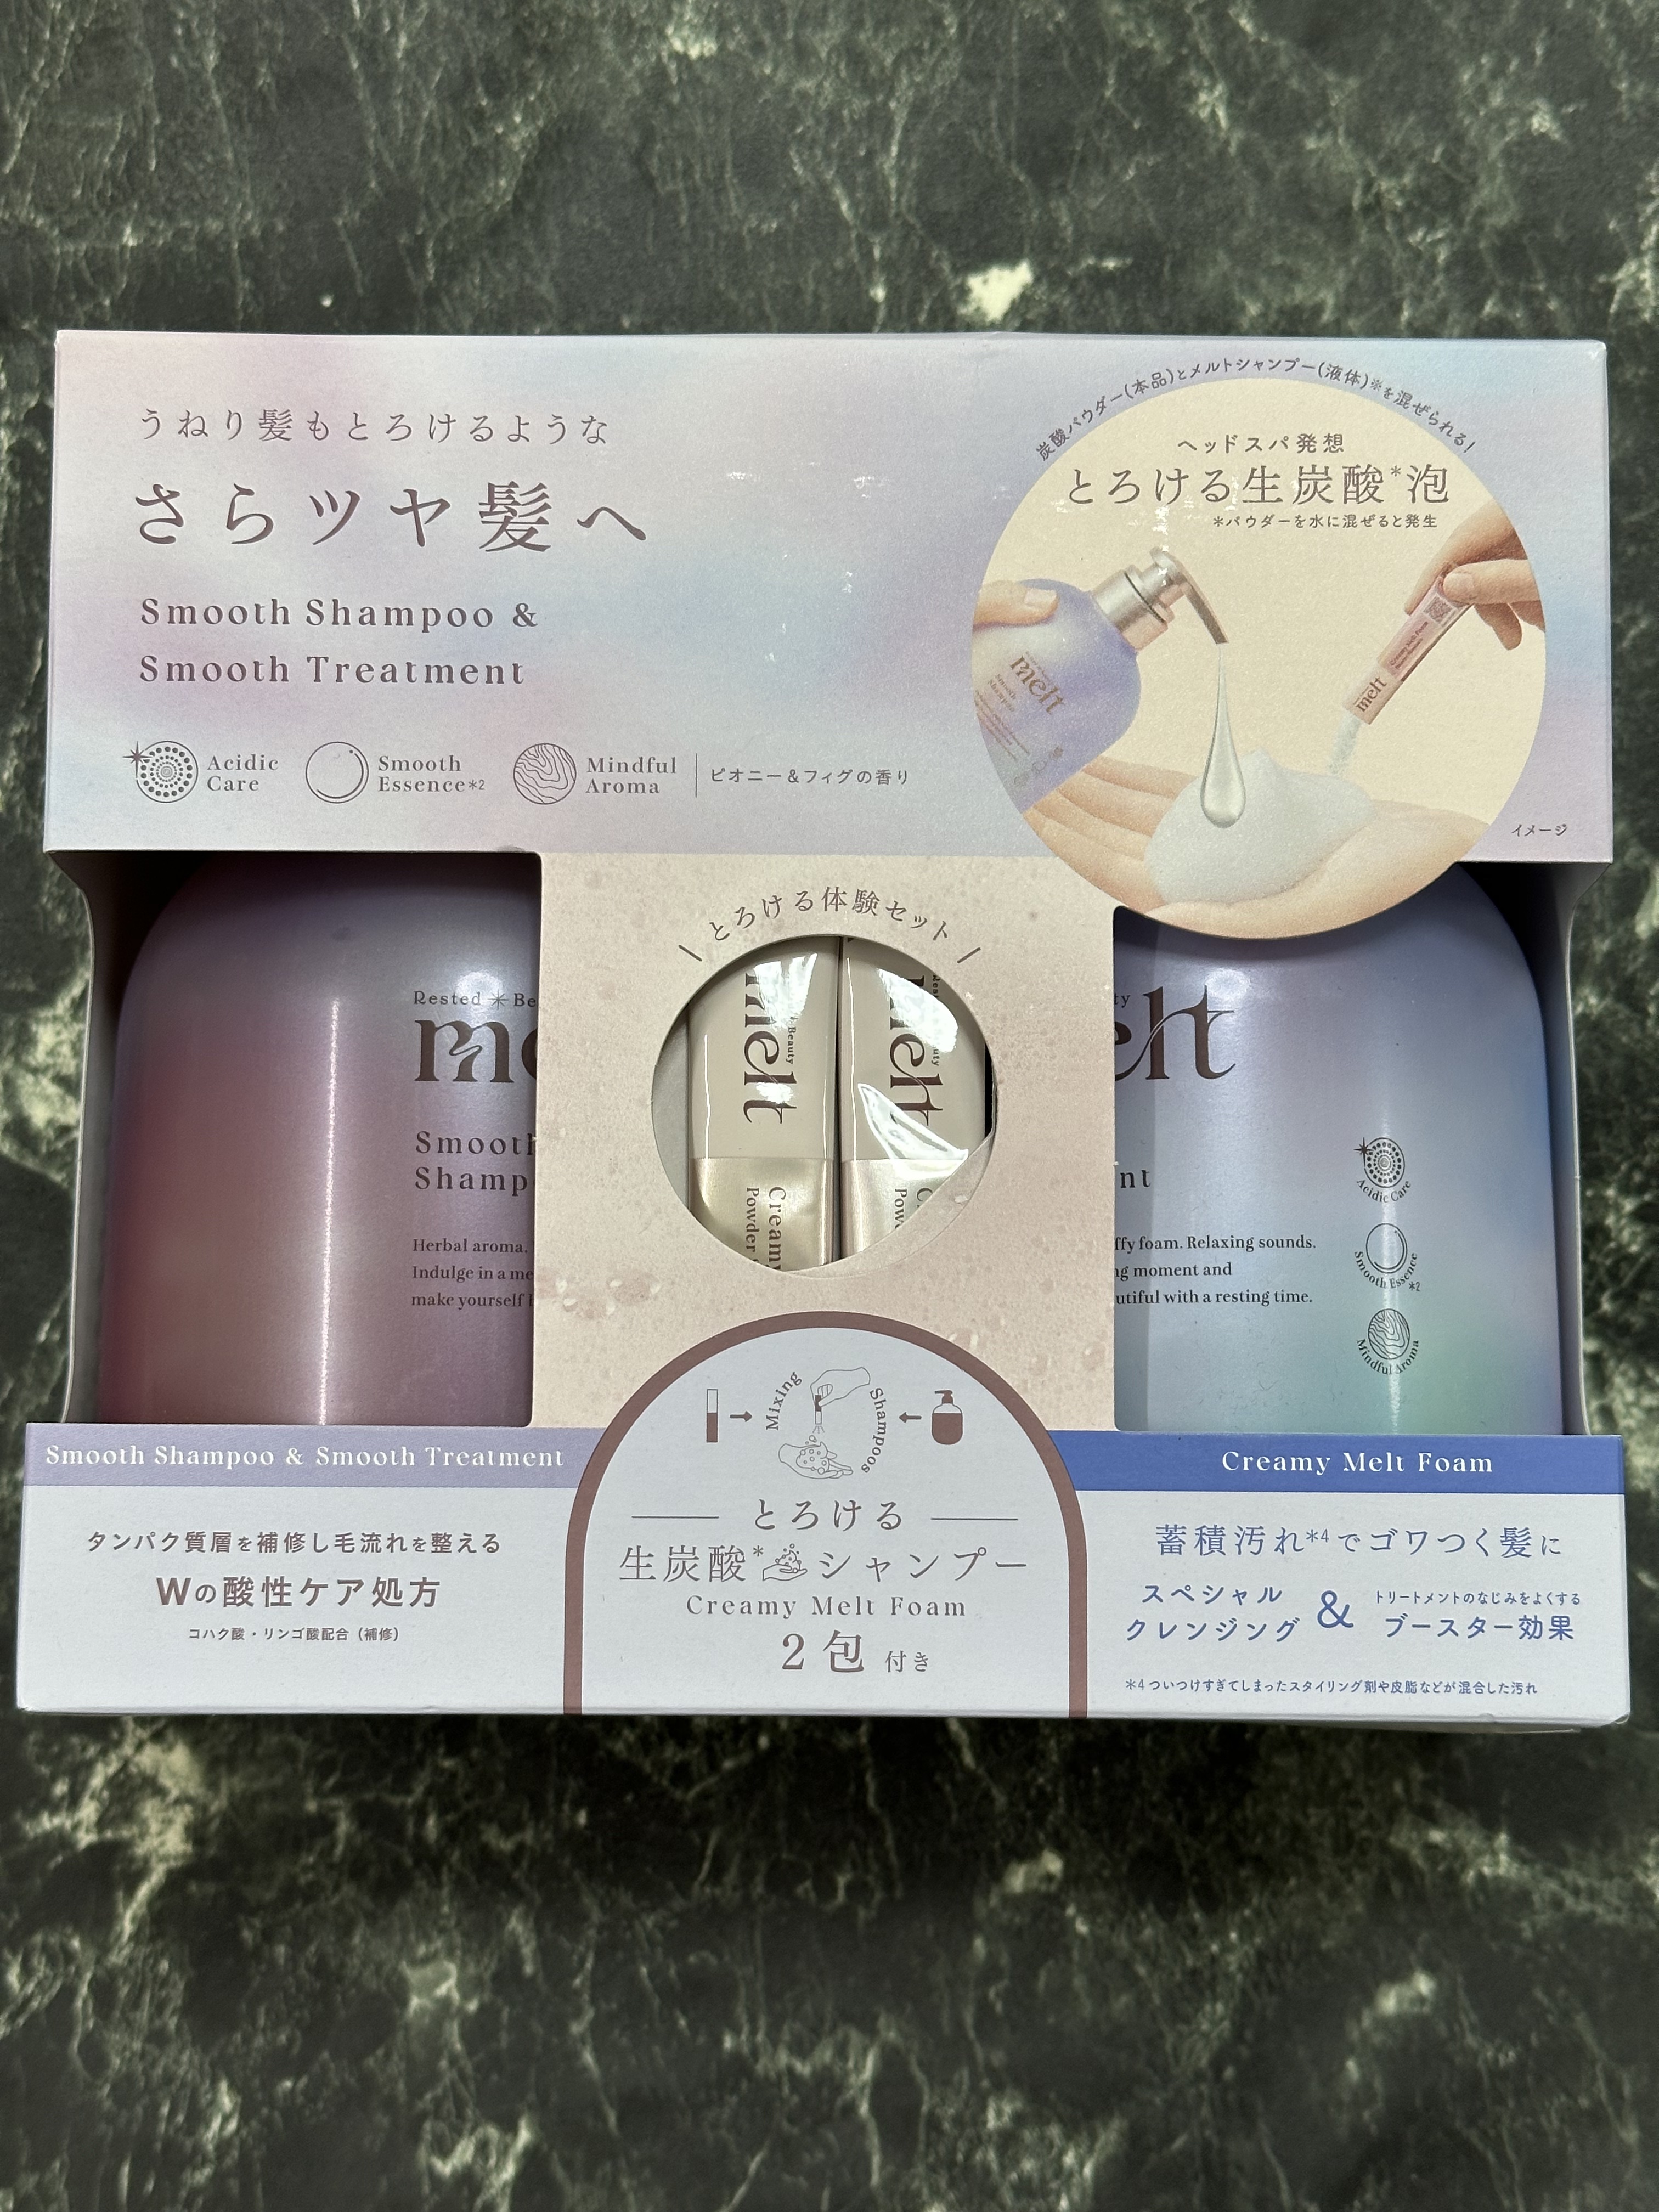 うねり髪もとろけるような
さらツヤ髪へ
Smooth Shampoo &
Smooth Treatment
Acidic
Care
Smooth
Essence*2
Mindful
Aroma
ピオニー&フィグの香り
炭酸パウダー(本品)とメルトシャンプー(液体)※を混ぜられる!
ヘッドスパ発想
とろける生炭酸*泡
*パウダーを水に混ぜると発生
melt
Smooth
melt
イメージ
とろける体験セット
melt
Beauty
Creamy
Powder
melt
Rested Be
Smooth
Shamp
Herbal aroma.
Indulge in a me
make yourself
elt
nt
ffy foam. Relaxing sounds.
ng moment and
utiful with a resting time.
Acidic Care
Smooth Essence*2
Mindful Aroma
Mixing
Shampoos
とろける
生炭酸*シャンプー
Creamy Melt Foam
2包 付き
Smooth Shampoo & Smooth Treatment
タンパク質層を補修し毛流れを整える
Wの酸性ケア処方
コハク酸・リンゴ酸配合(補修)
Creamy Melt Foam
蓄積汚れ*4でゴワつく髪に
スペシャル
クレンジング
&
トリートメントのなじみをよくする
ブースター効果
*4 ついつけすぎてしまったスタイリング剤や皮脂などが混合した汚れ